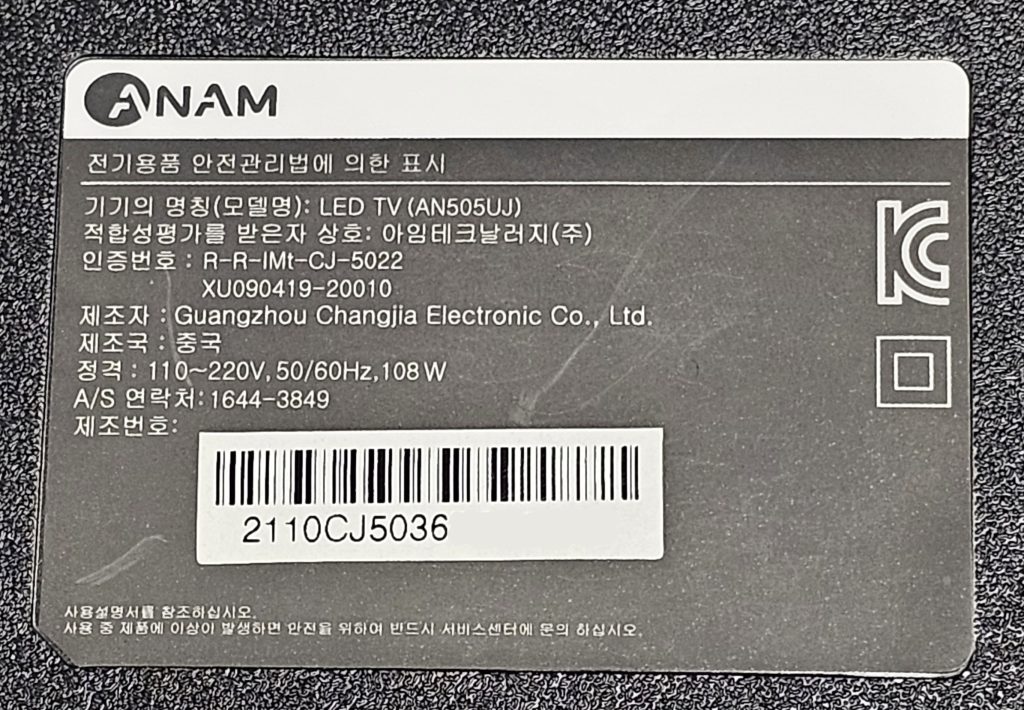 ANAM
전기용품 안전관리법에 의한 표시
기기의 명칭(모델명): LED TV (AN505UJ)
적합성평가를 받은자 상호: 아임테크날러지(주)
인증번호 : R-R-IMt-CJ-5022
XU090419-20010
제조자 : Guangzhou Changjia Electronic Co., Ltd.
제조국 : 중국
정격 : 110~220V, 50/60Hz, 108W
A/S 연락처: 1644-3849
제조번호:
2110CJ5036
사용설명서를 참조하십시오.
사용 중 제품에 이상이 발생하면 안전을 위하여 반드시 서비스센터에 문의 하십시오.